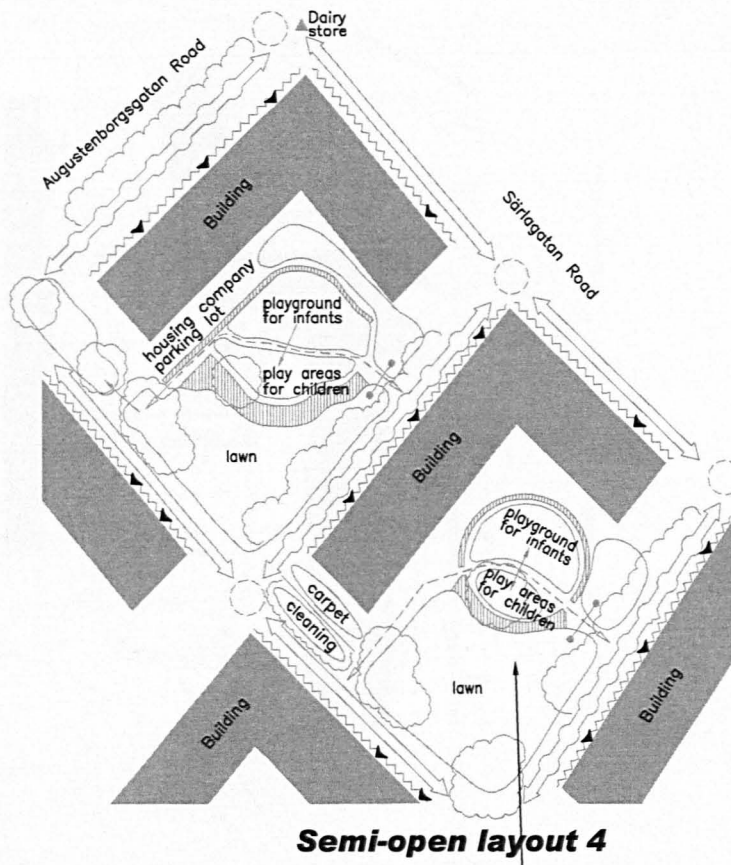 Dairy
store
Augustenborgsgatan Road
Building
Särlagatan Road
housing company
parking lot
playground
for infants
play areas
for children
lawn
Building
playground
for infants
play areas
for children
carpet
cleaning
lawn
Building
Building
Semi-open layout 4